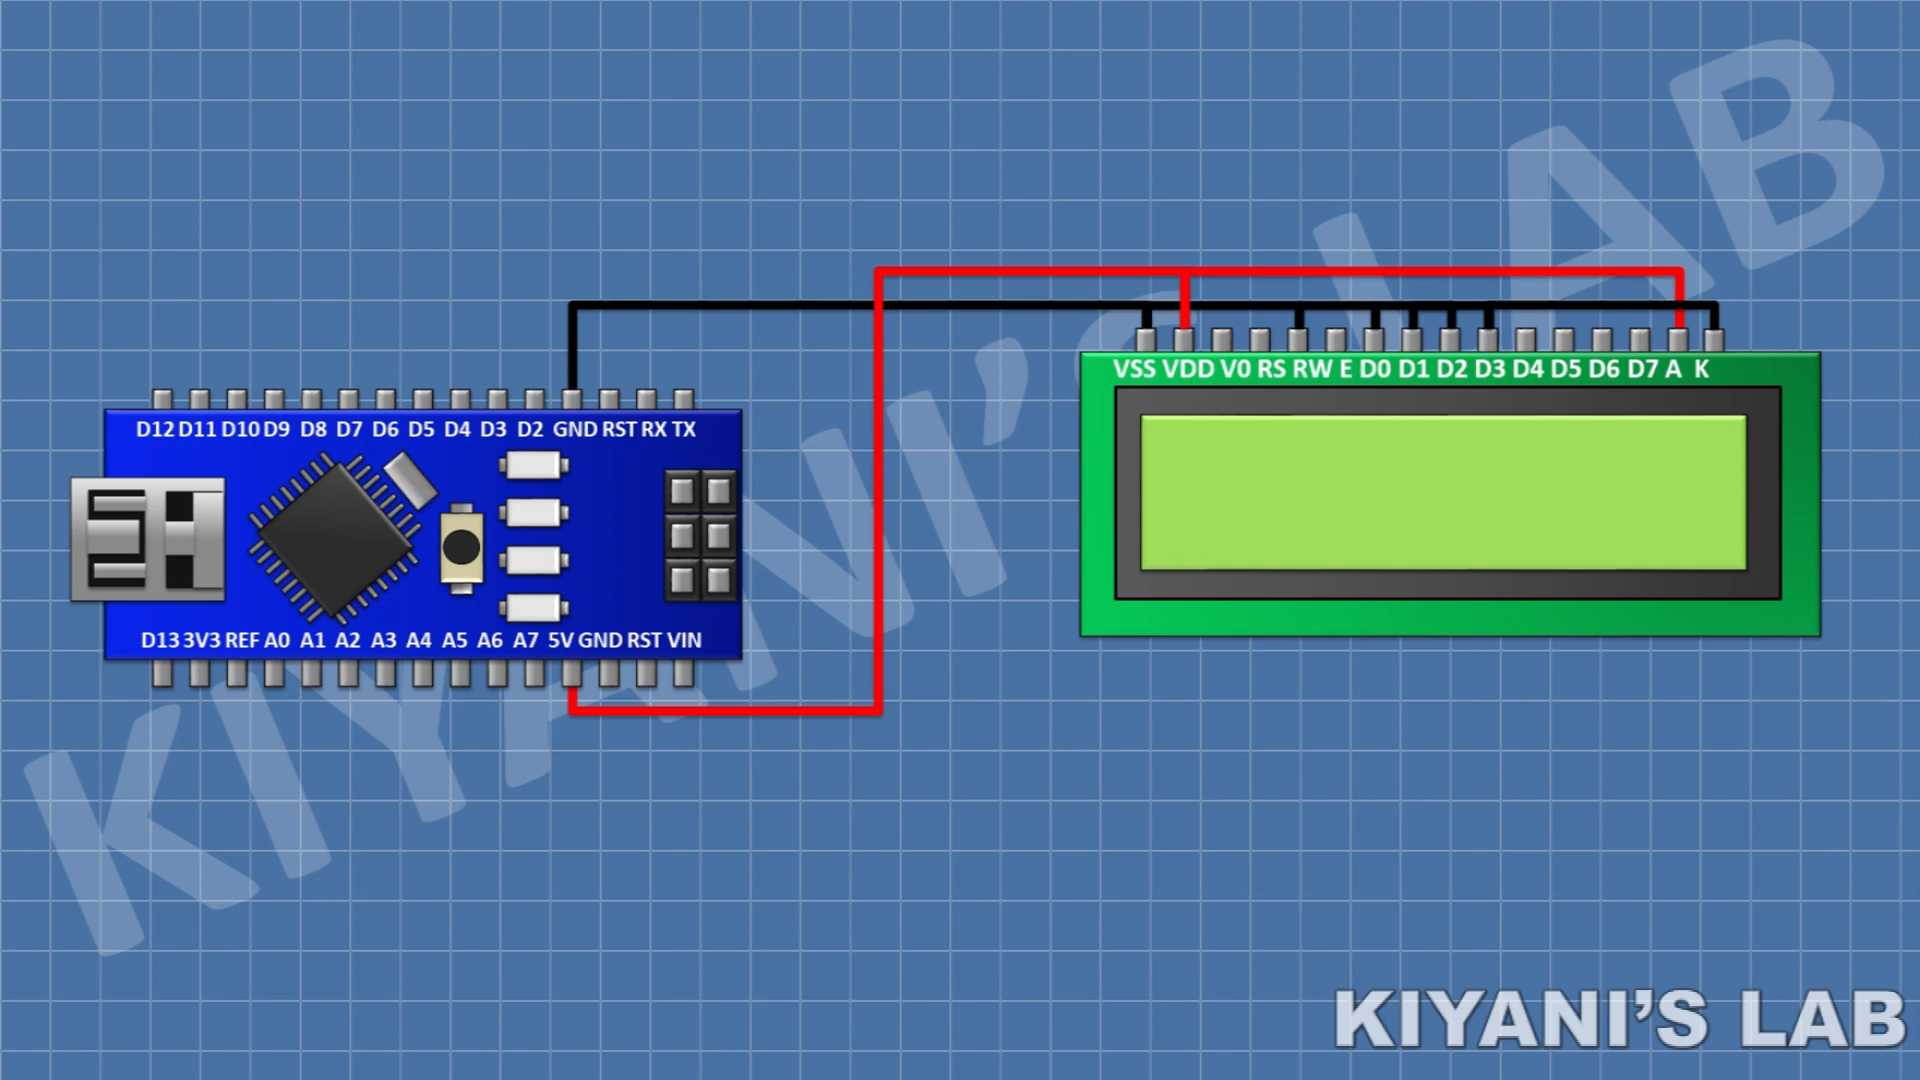 KIYANI'S LAB
VSS VDD V0 RS RW E D0 D1 D2 D3 D4 D5 D6 D7 A K
D12 D11 D10 D9 D8 D7 D6 D5 D4 D3 D2 GND RST RX TX
D13 3V3 REF A0 A1 A2 A3 A4 A5 A6 A7 5V GND RST VIN
KIYANI'S LAB